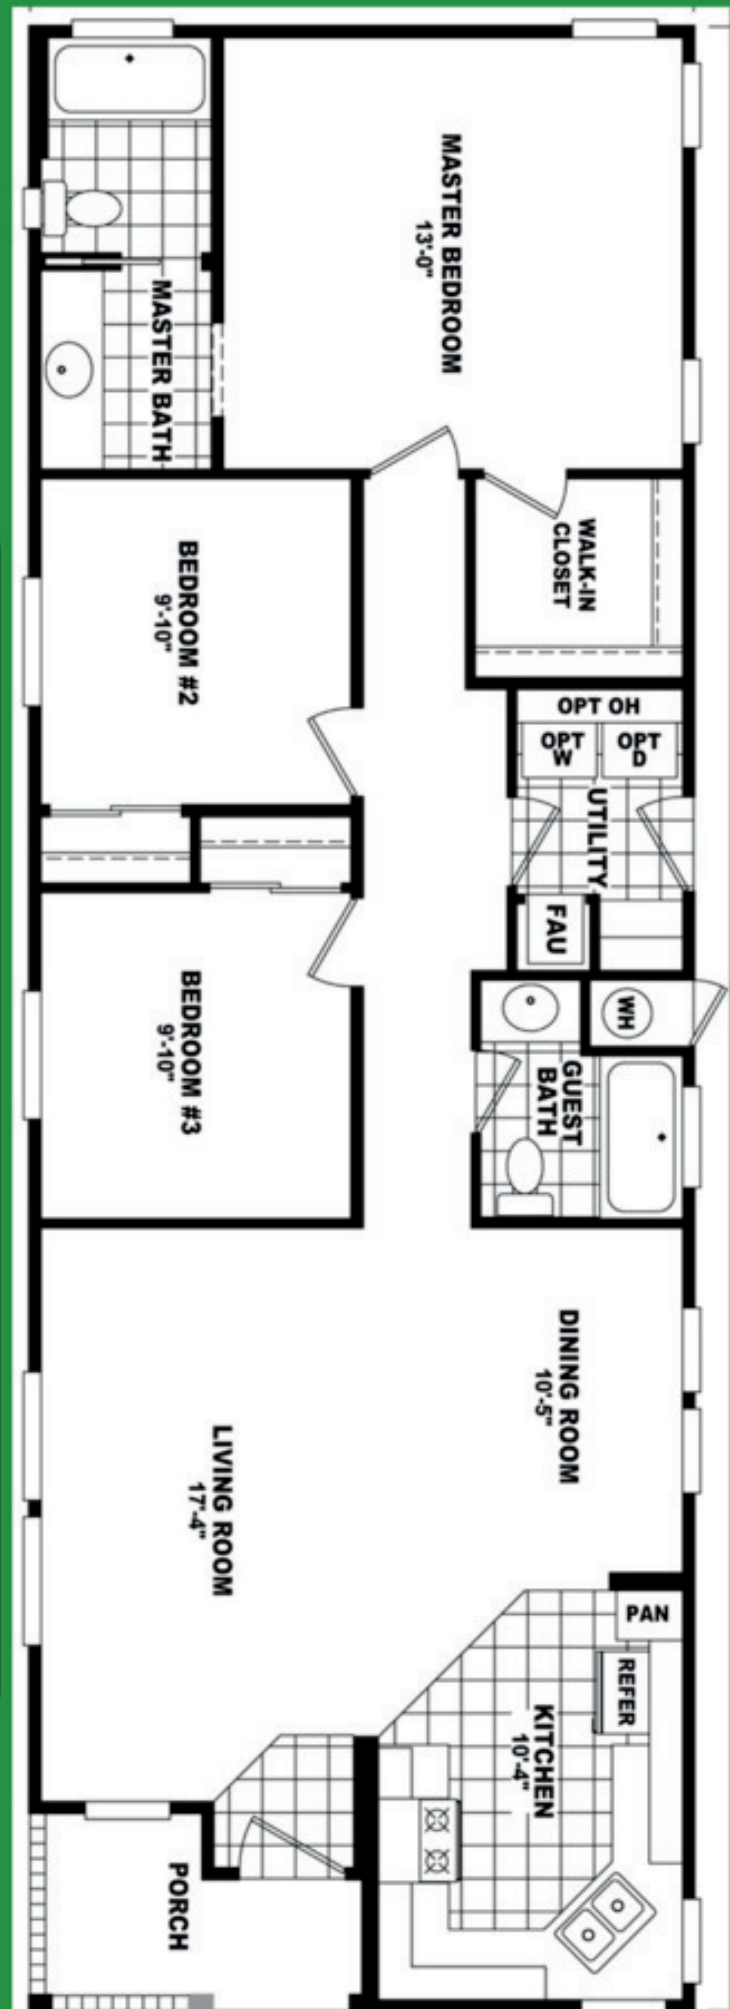 MASTER BEDROOM
13'-0"
MASTER BATH
WALK-IN
CLOSET
BEDROOM #2
9'-10"
OPT OH
OPT
W
OPT
D
UTILITY
FAU
WH
BEDROOM #3
9'-10"
GUEST
BATH
DINING ROOM
10'-5"
LIVING ROOM
17'-4"
PAN
REFER
KITCHEN
10'-4"
PORCH